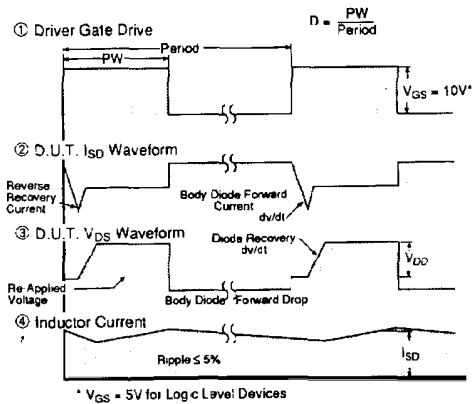 ① Driver Gate Drive
D = PW
Period
Period
PW
VGS = 10V*
② D.U.T. ISD Waveform
Reverse
Recovery
Current
Body Diode Forward
Current
dv/dt
③ D.U.T. VDS Waveform
Diode Recovery
dv/dt
VDD
Re-Applied
Voltage
Body Diode Forward Drop
④ Inductor Current
Ripple ≤ 5%
ISD
* VGS = 5V for Logic Level Devices